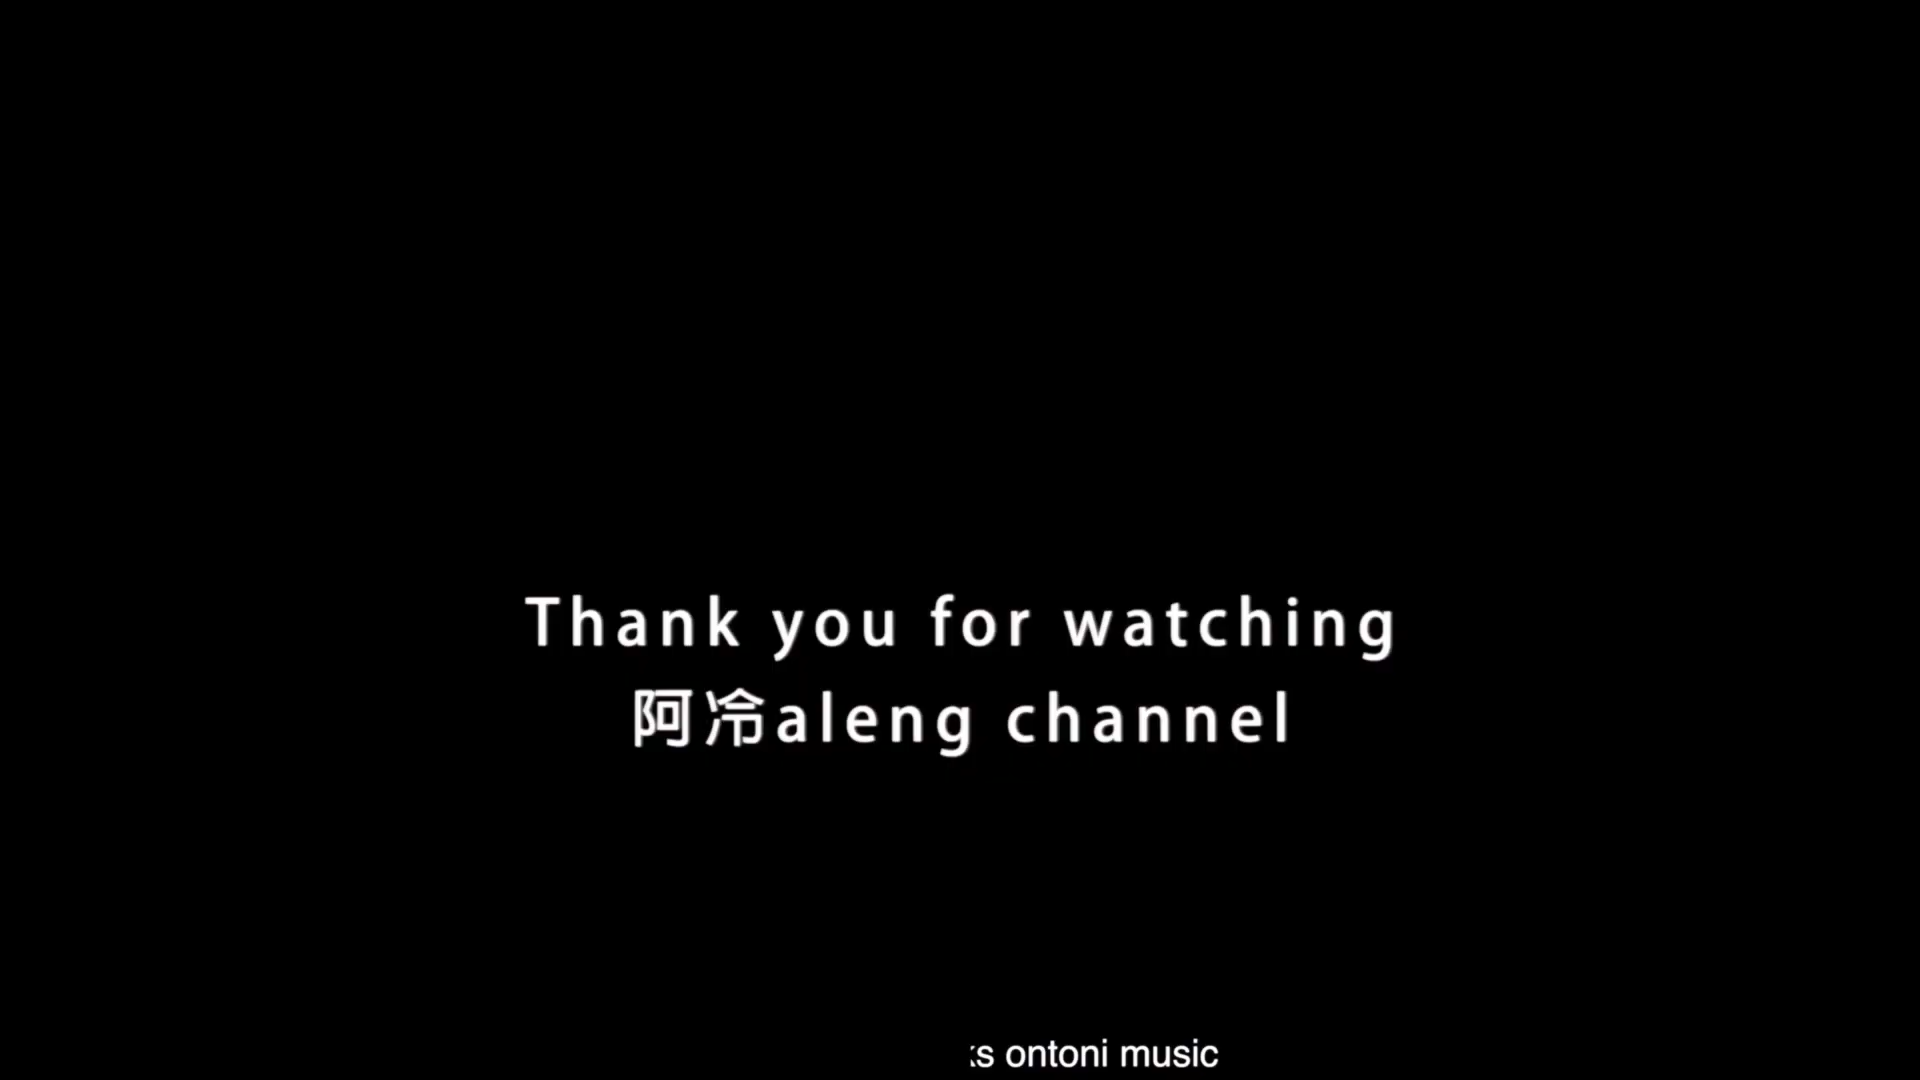 Thank you for watching
阿冷aleng channel
ontoni music